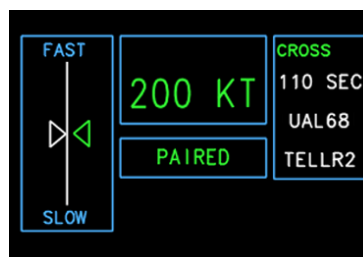 FAST
SLOW
200 KT
PAIRED
CROSS
110 SEC
UAL68
TELLR2